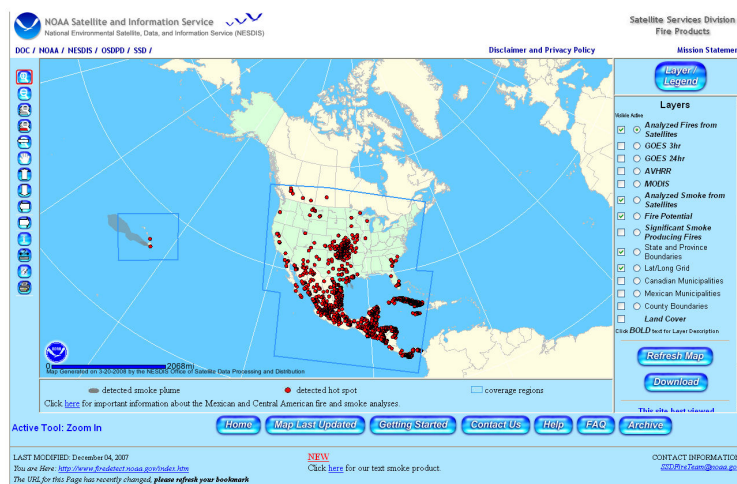 NOAA Satellite and Information Service
National Environmental Satellite, Data, and Information Service (NESDIS)
Satellite Services Division
Fire Products
DOC / NOAA / NESDIS / OSDPD / SSD /
Disclaimer and Privacy Policy
Mission Statemen
Layer /
Legend
Layers
Visible Active
Analyzed Fires from
Satellites
GOES 3hr
GOES 24hr
AVHRR
MODIS
Analyzed Smoke from
Satellites
Fire Potential
Significant Smoke
Producing Fires
State and Province
Boundaries
Lat/Long Grid
Canadian Municipalities
Mexican Municipalities
County Boundaries
Land Cover
Click BOLD text for Layer Description
Refresh Map
Download
This site best viewed
0
2068mi
Map Generated on 3-20-2008 by the NESDIS Office of Satellite Data Processing and Distribution
detected smoke plume
detected hot spot
coverage regions
Click here for important information about the Mexican and Central American fire and smoke analyses.
Active Tool: Zoom In
Home
Map Last Updated
Getting Started
Contact Us
Help
FAQ
Archive
LAST MODIFIED: December 04, 2007
You are Here: http://www.firedetect.noaa.gov/index.htm
The URL for this Page has recently changed, please refresh your bookmark
NEW
Click here for our text smoke product.
CONTACT INFORMATIO
SSDFireTeam@noaa.go